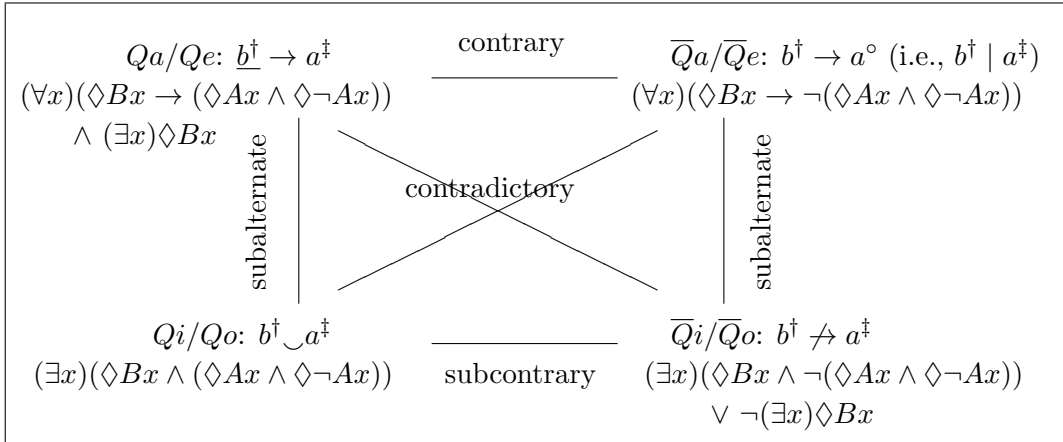 Qa/Qe: b† → a‡
contrary
Q̅a/Q̅e: b† → a° (i.e., b† | a‡)
(∀x)(◊Bx → (◊Ax ∧ ◊¬Ax))
∧ (∃x)◊Bx
(∀x)(◊Bx → ¬(◊Ax ∧ ◊¬Ax))
subalternate
contradictory
subalternate
Qi/Qo: b†‿a‡
(∃x)(◊Bx ∧ (◊Ax ∧ ◊¬Ax))
subcontrary
Q̅i/Q̅o: b† ↛ a‡
(∃x)(◊Bx ∧ ¬(◊Ax ∧ ◊¬Ax))
∨ ¬(∃x)◊Bx